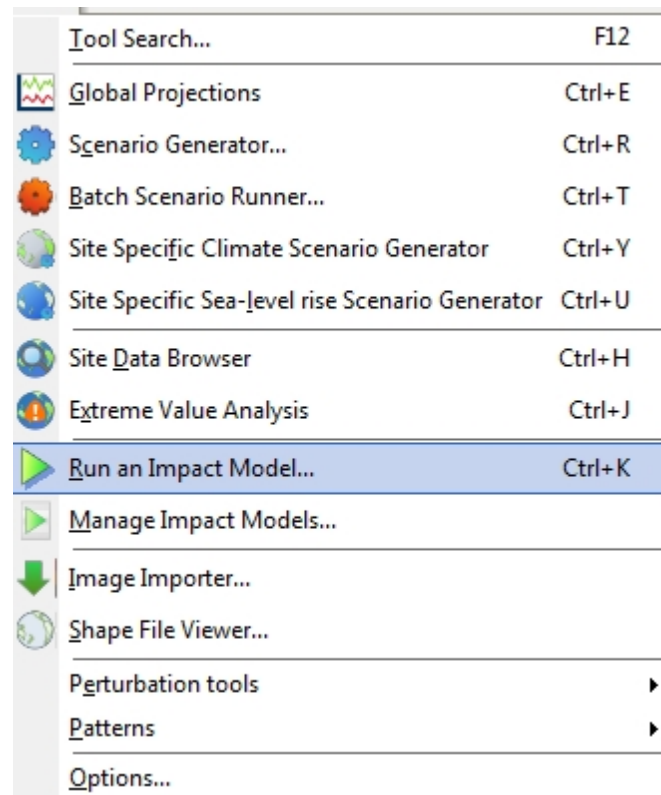 Tool Search... F12
Global Projections Ctrl+E
Scenario Generator... Ctrl+R
Batch Scenario Runner... Ctrl+T
Site Specific Climate Scenario Generator Ctrl+Y
Site Specific Sea-level rise Scenario Generator Ctrl+U
Site Data Browser Ctrl+H
Extreme Value Analysis Ctrl+J
Run an Impact Model... Ctrl+K
Manage Impact Models...
Image Importer...
Shape File Viewer...
Perturbation tools
Patterns
Options...